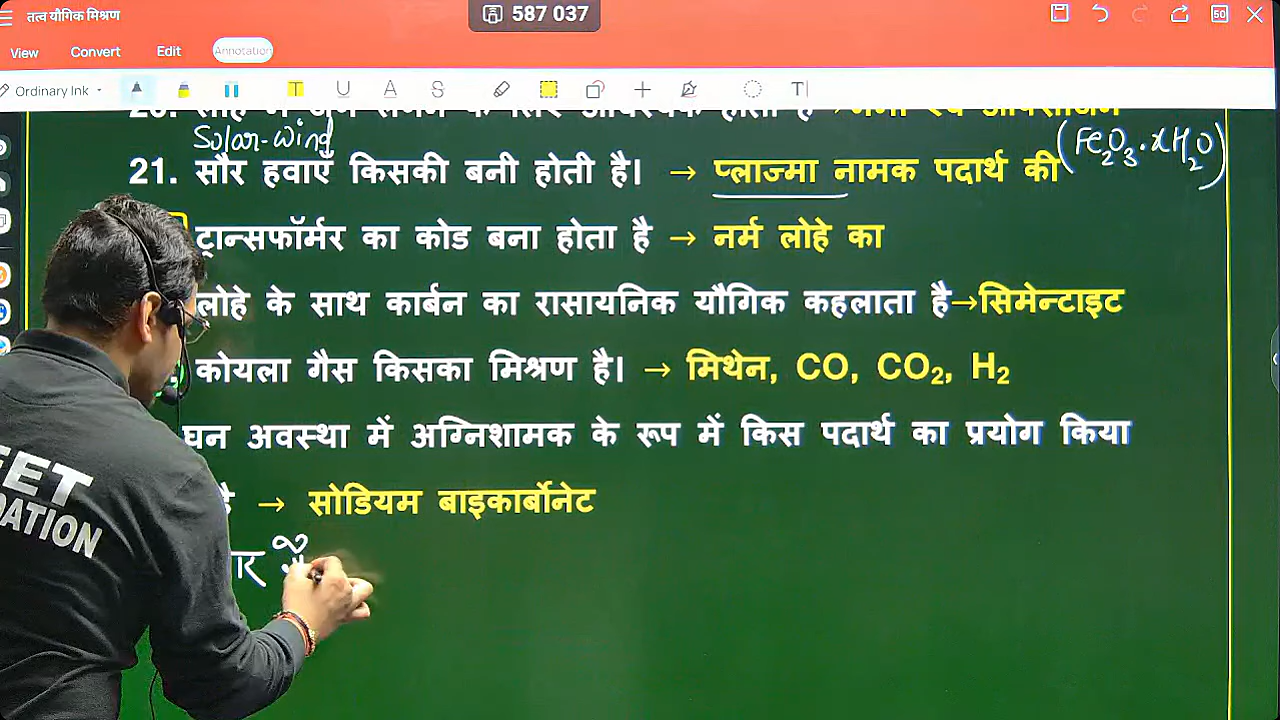 तत्व यौगिक मिश्रण
587 037
50
View Convert Edit Annotation
Ordinary Ink T U A S T
Solar-Wind
(Fe2O3.xH2O)
21. सौर हवाएँ किसकी बनी होती है। → प्लाज्मा नामक पदार्थ की
ट्रान्सफॉर्मर का कोड बना होता है → नर्म लोहे का
लोहे के साथ कार्बन का रासायनिक यौगिक कहलाता है→सिमेन्टाइट
कोयला गैस किसका मिश्रण है। → मिथेन, CO, CO₂, H₂
घन अवस्था में अग्निशामक के रूप में किस पदार्थ का प्रयोग किया
है → सोडियम बाइकार्बोनेट